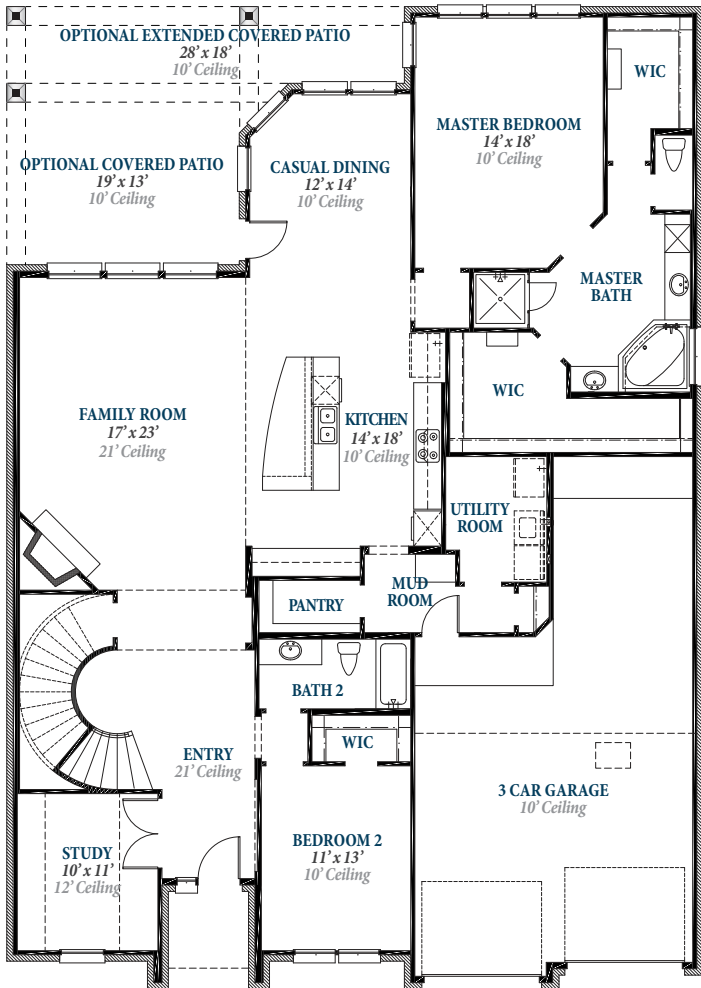 OPTIONAL EXTENDED COVERED PATIO
28’ x 18’
10’ Ceiling
WIC
MASTER BEDROOM
14’ x 18’
10’ Ceiling
OPTIONAL COVERED PATIO
19’ x 13’
10’ Ceiling
CASUAL DINING
12’ x 14’
10’ Ceiling
MASTER
BATH
WIC
FAMILY ROOM
17’ x 23’
21’ Ceiling
KITCHEN
14’ x 18’
10’ Ceiling
UTILITY
ROOM
MUD
ROOM
PANTRY
BATH 2
WIC
ENTRY
21’ Ceiling
3 CAR GARAGE
10’ Ceiling
STUDY
10’ x 11’
12’ Ceiling
BEDROOM 2
11’ x 13’
10’ Ceiling